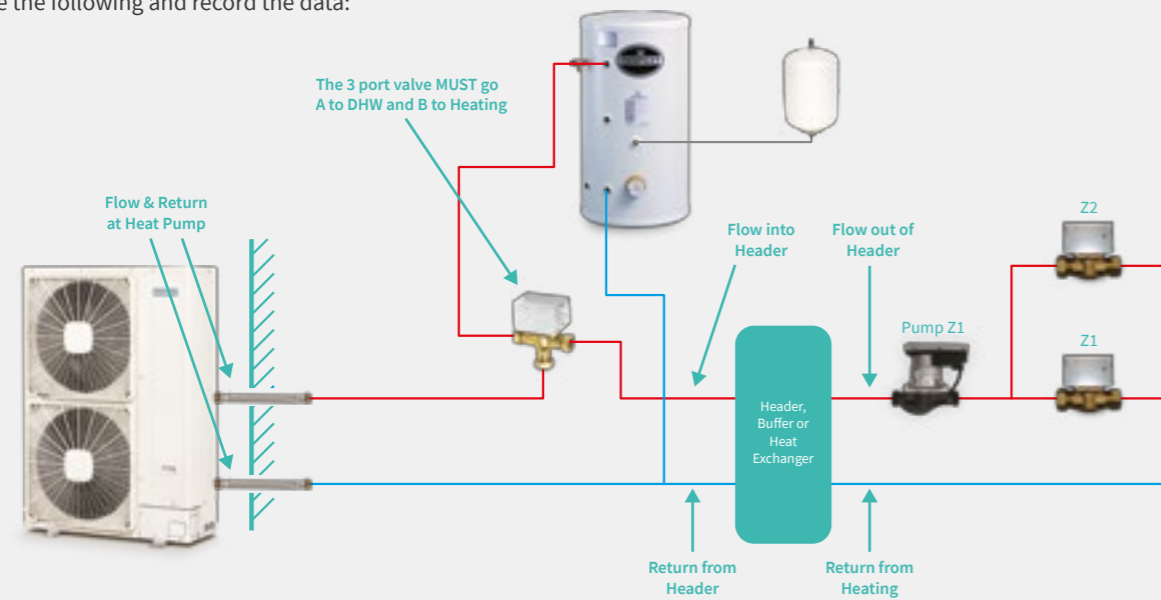 e the following and record the data:
The 3 port valve MUST go
A to DHW and B to Heating
Flow & Return
at Heat Pump
Flow into
Header
Flow out of
Header
Z2
Pump Z1
Z1
Header,
Buffer or
Heat
Exchanger
Return from
Header
Return from
Heating